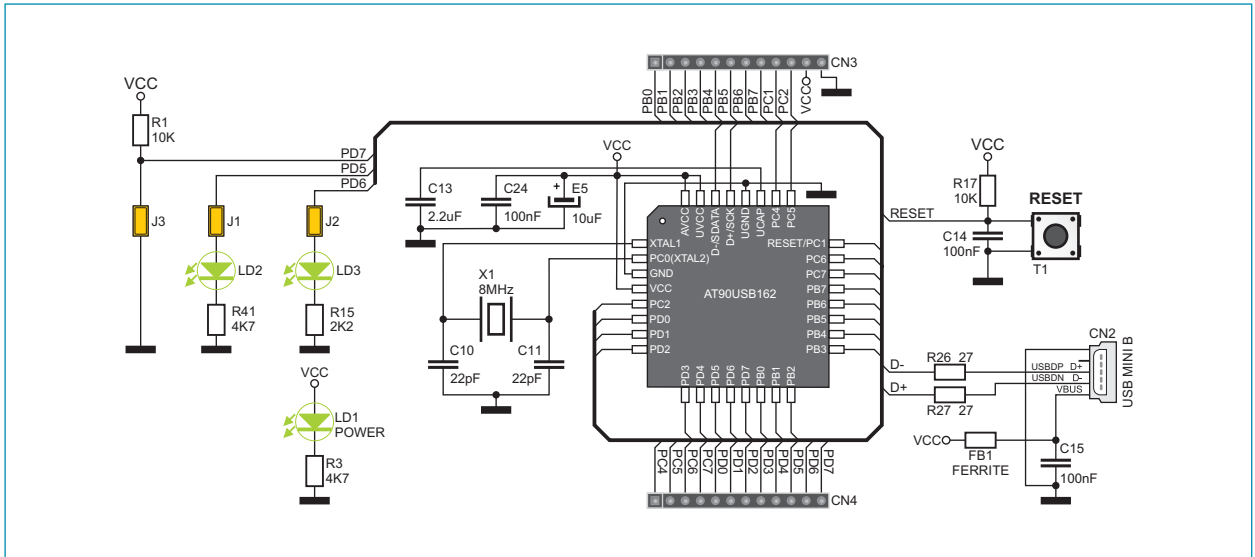 CN3
PB0
PB1
PB2
PB3
PB4
PB5
PB6
PB7
PC1
PC2
VCC
VCC
R1
10K
PD7
PD5
PD6
J3
J1
J2
LD2
LD3
R41
4K7
R15
2K2
VCC
LD1
POWER
R3
4K7
VCC
C13
2.2uF
C24
100nF
+
E5
10uF
X1
8MHz
C10
22pF
C11
22pF
AVCC
UVCC
D-/SDATA
D+/SCK
UGND
UCAP
PC4
PC5
XTAL1
PC0(XTAL2)
GND
VCC
PC2
PD0
PD1
PD2
AT90USB162
RESET/PC1
PC6
PC7
PB7
PB6
PB5
PB4
PB3
PD3
PD4
PD5
PD6
PD7
PB0
PB1
PB2
PC4
PC5
PC6
PC7
PD0
PD1
PD2
PD3
PD4
PD5
PD6
PD7
CN4
VCC
R17
10K
RESET
RESET
C14
100nF
T1
CN2
D-
R26 27
USBDP D+
D+
USBDN D-
R27 27
VBUS
USB MINI B
VCC
FB1
FERRITE
C15
100nF